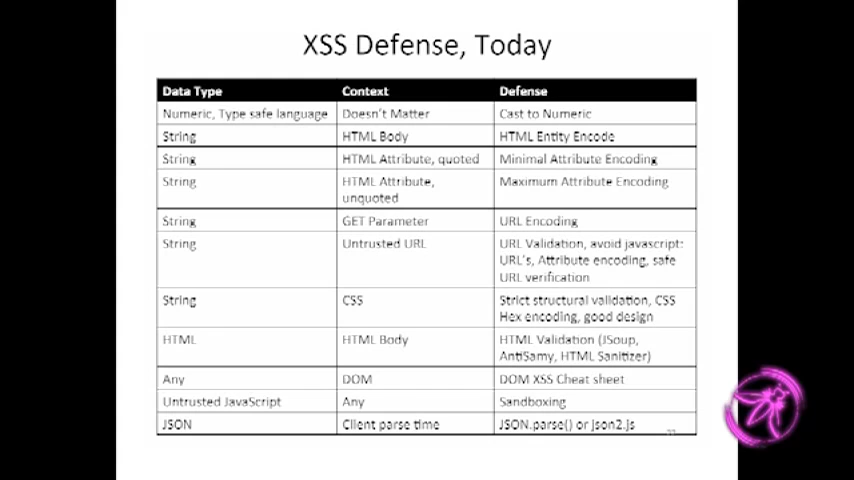 XSS Defense, Today
Data Type Context Defense
Numeric, Type safe language Doesn't Matter Cast to Numeric
String HTML Body HTML Entity Encode
String HTML Attribute, quoted Minimal Attribute Encoding
String HTML Attribute, Maximum Attribute Encoding
unquoted
String GET Parameter URL Encoding
String Untrusted URL URL Validation, avoid javascript:
URL's, Attribute encoding, safe
URL verification
String CSS Strict structural validation, CSS
Hex encoding, good design
HTML HTML Body HTML Validation (JSoup,
AntiSamy, HTML Sanitizer)
Any DOM DOM XSS Cheat sheet
Untrusted JavaScript Any Sandboxing
JSON Client parse time JSON.parse() or json2.js